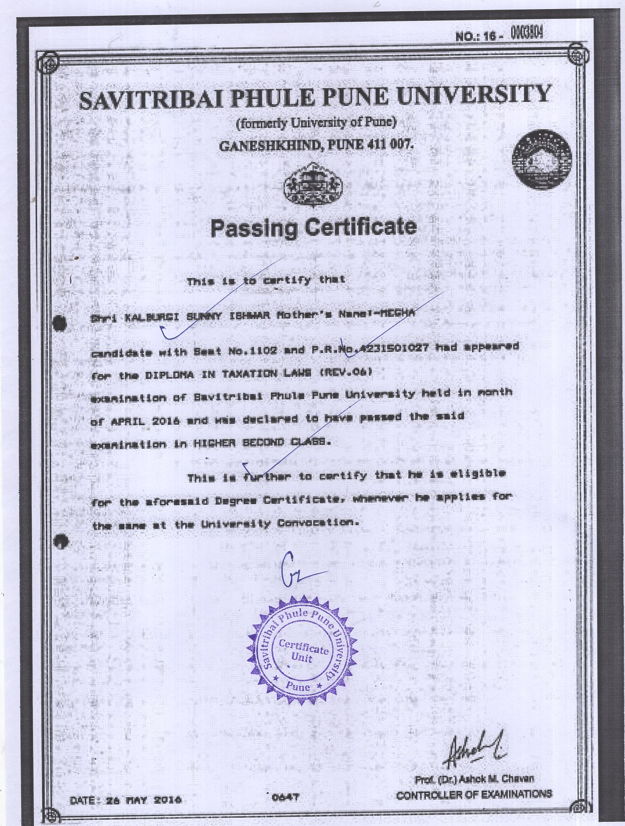 NO.: 16 - 0003804
SAVITRIBAI PHULE PUNE UNIVERSITY
(formerly University of Pune)
GANESHKHIND, PUNE 411 007.
Passing Certificate
This is to certify that
Shri KALBURGI SUNNY ISHWAR Mother's Name:-MEGHA
candidate with Seat No.1102 and P.R.No.4231501027 had appeared
for the DIPLOMA IN TAXATION LAWS (REV.06)
examination of Savitribai Phule Pune University held in month
of APRIL 2016 and was declared to have passed the said
examination in HIGHER SECOND CLASS.
This is further to certify that he is eligible
for the aforesaid Degree Certificate, whenever he applies for
the same at the University Convocation.
Savitribai Phule Pune University
Certificate
Unit
★ Pune ★
Prof. (Dr.) Ashok M. Chavan
DATE: 26 MAY 2016
0647
CONTROLLER OF EXAMINATIONS